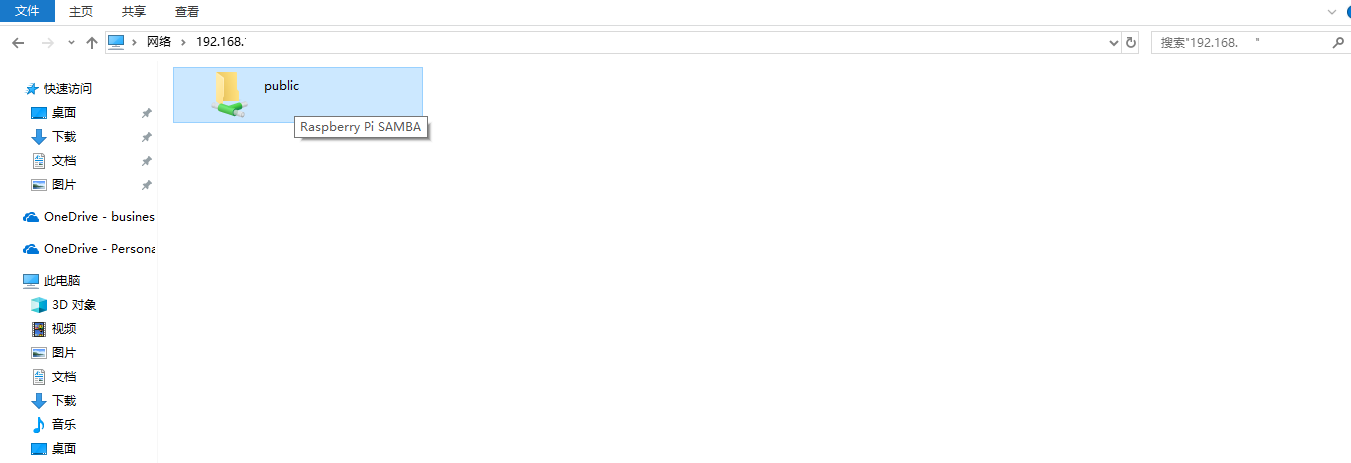 文件 主页 共享 查看
网络 192.168.
搜索"192.168. "
快速访问
public
桌面
Raspberry Pi SAMBA
下载
文档
图片
OneDrive - busines
OneDrive - Persona
此电脑
3D 对象
视频
图片
文档
下载
音乐
桌面